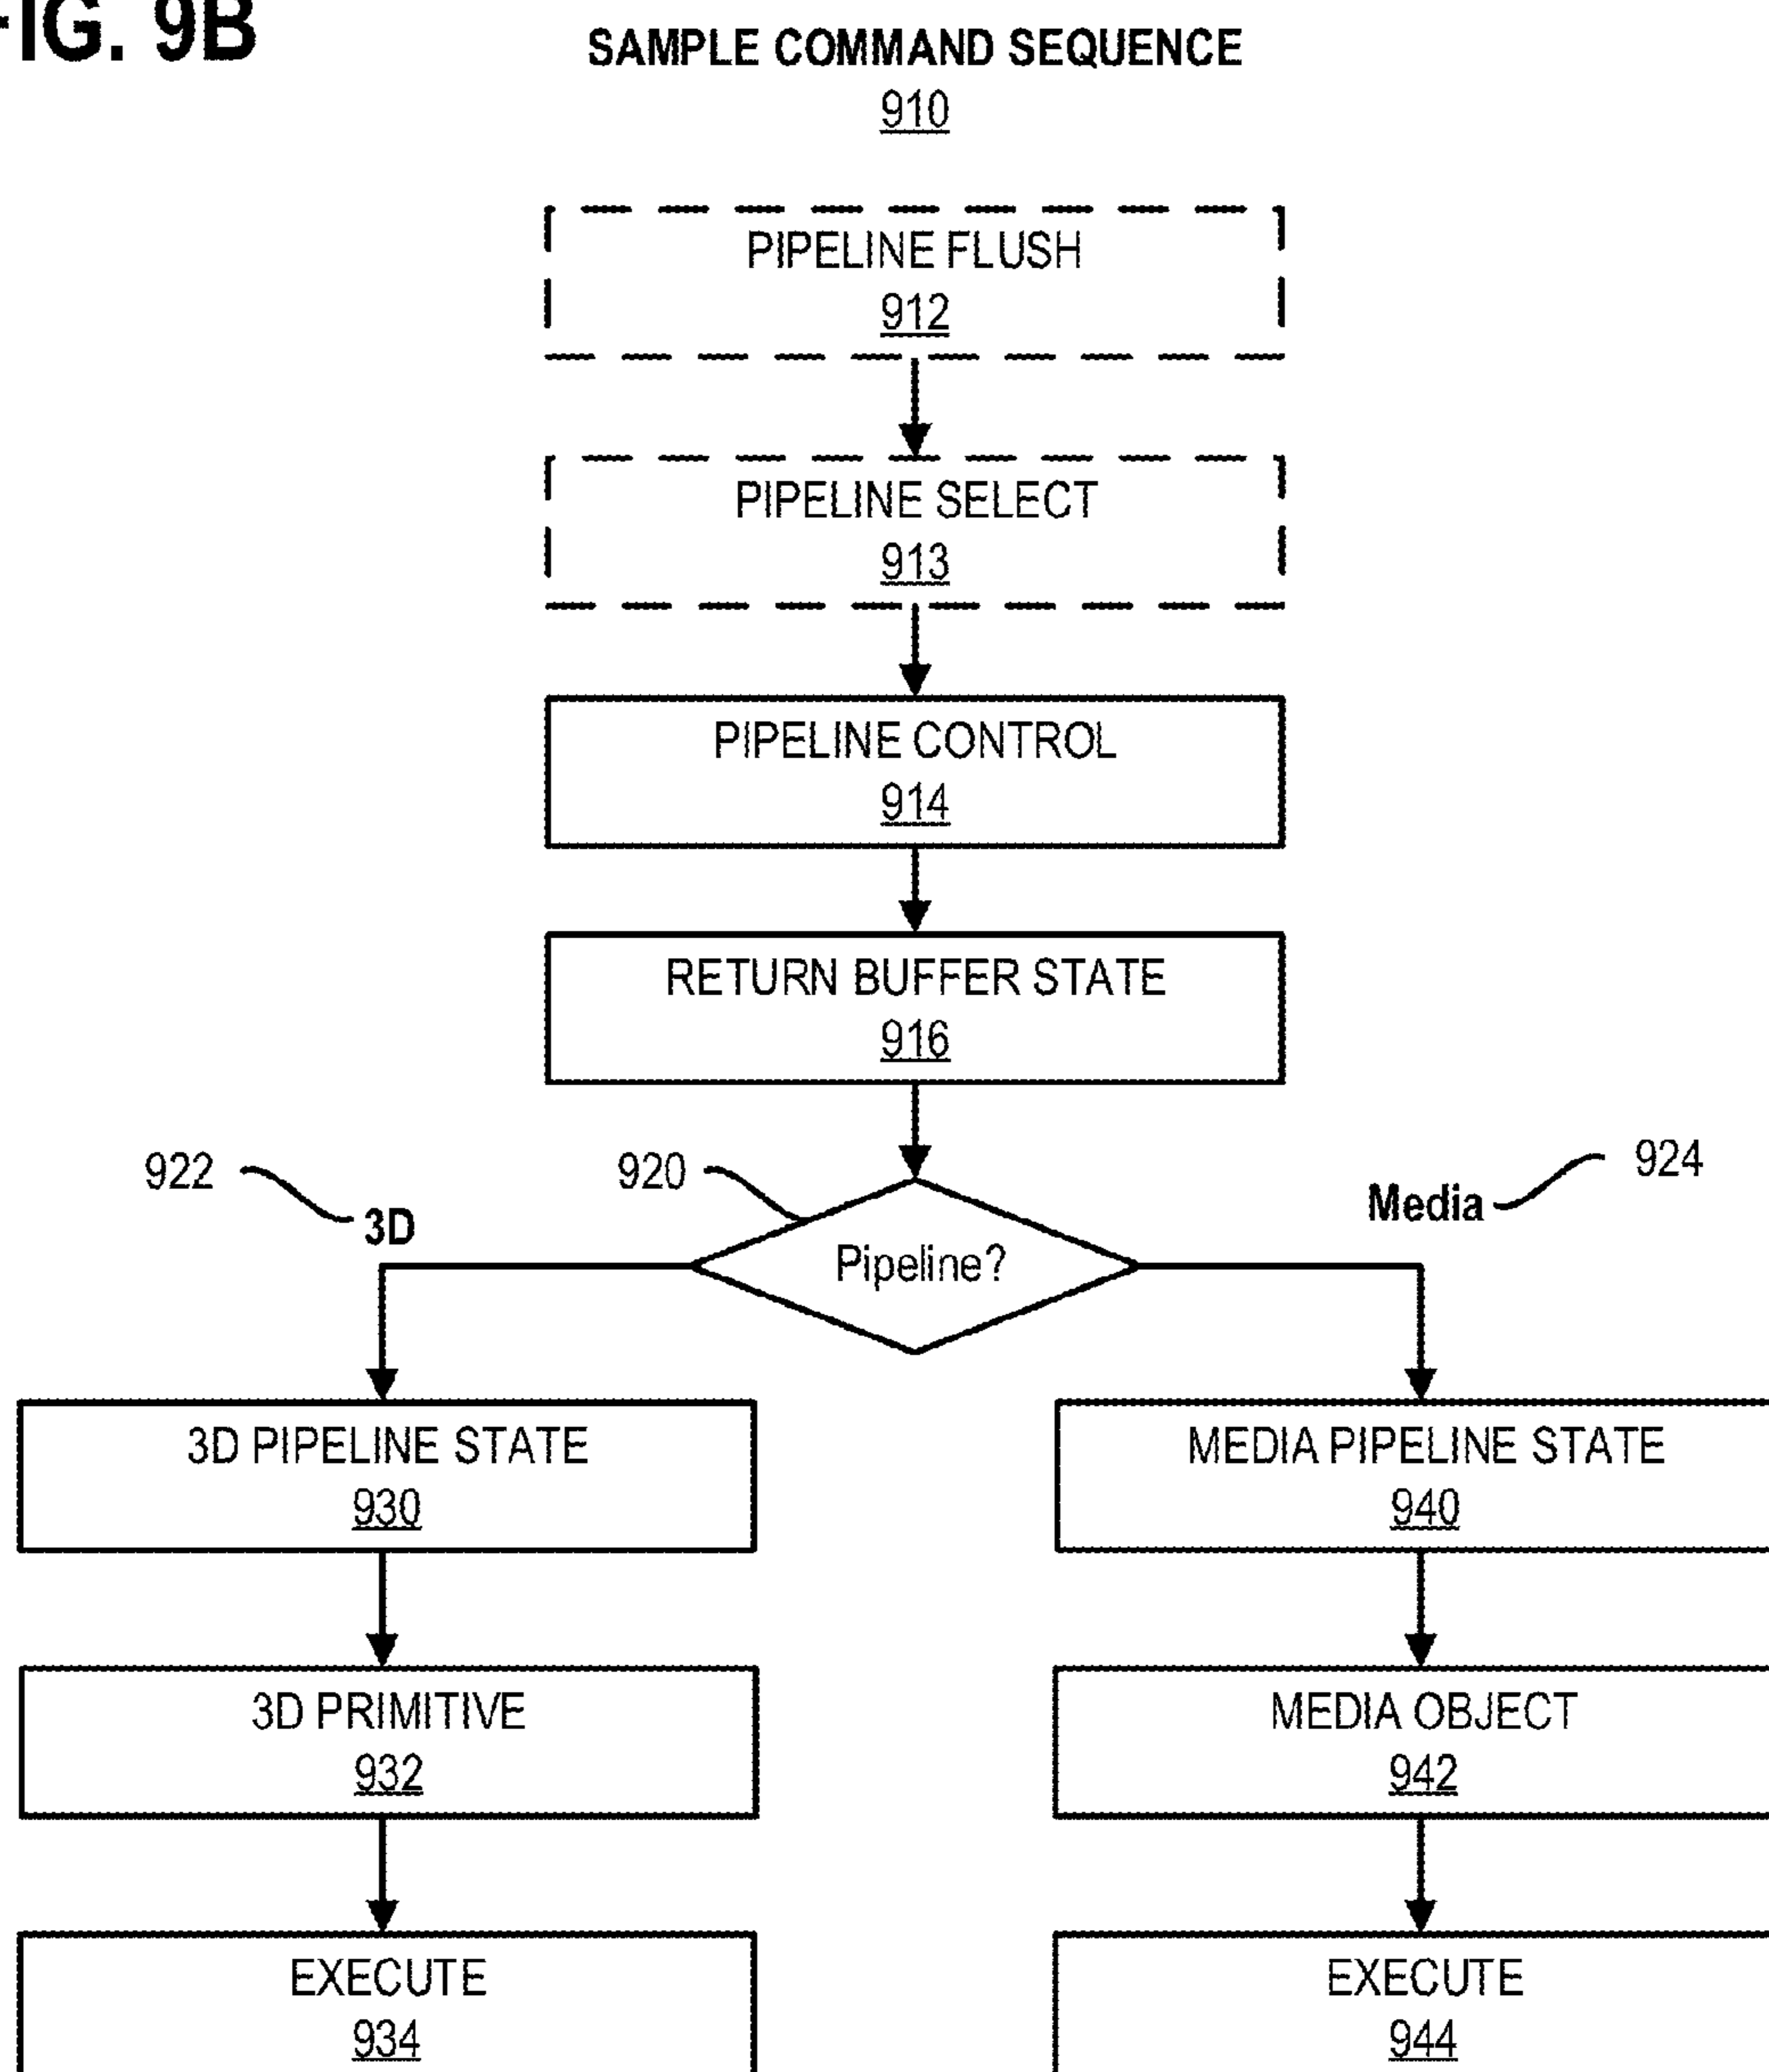 FIG. 9B
SAMPLE COMMAND SEQUENCE
910
PIPELINE FLUSH
912
PIPELINE SELECT
913
PIPELINE CONTROL
914
RETURN BUFFER STATE
916
922
920
924
3D
Media
Pipeline?
3D PIPELINE STATE
930
MEDIA PIPELINE STATE
940
3D PRIMITIVE
932
MEDIA OBJECT
942
EXECUTE
934
EXECUTE
944